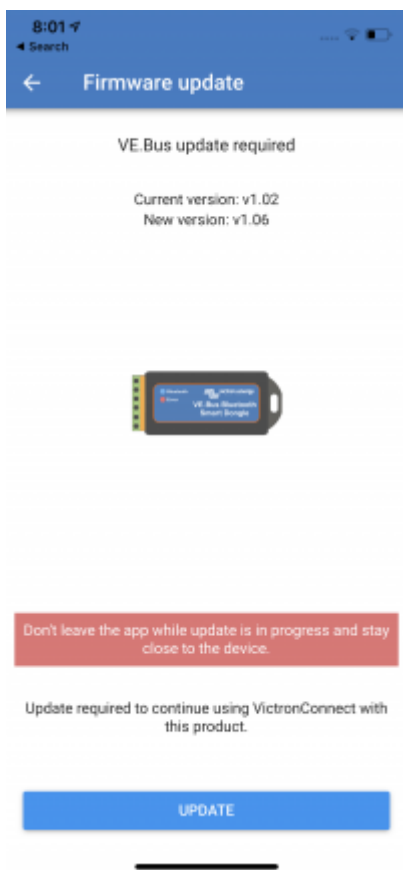 8:01
◀ Search
Firmware update
VE.Bus update required
Current version: v1.02
New version: v1.06
VE.Bus Bluetooth
Smart Dongle
Don't leave the app while update is in progress and stay
close to the device.
Update required to continue using VictronConnect with
this product.
UPDATE